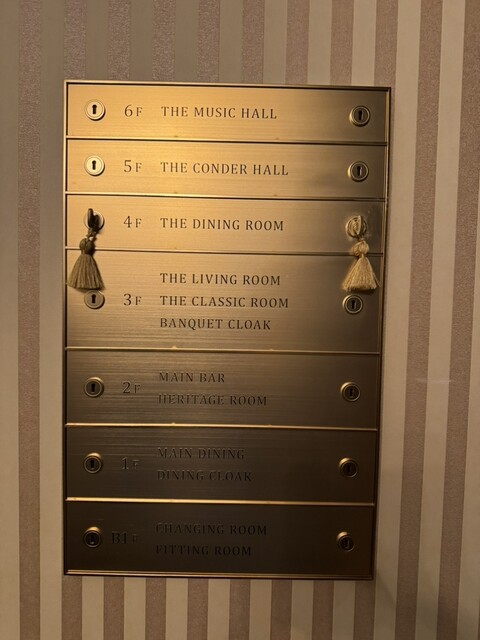 6F THE MUSIC HALL
5F THE CONDER HALL
4F THE DINING ROOM
THE LIVING ROOM
3F THE CLASSIC ROOM
BANQUET CLOAK
2F MAIN BAR
HERITAGE ROOM
1F MAIN DINING
DINING CLOAK
B1F CHANGING ROOM
FITTING ROOM